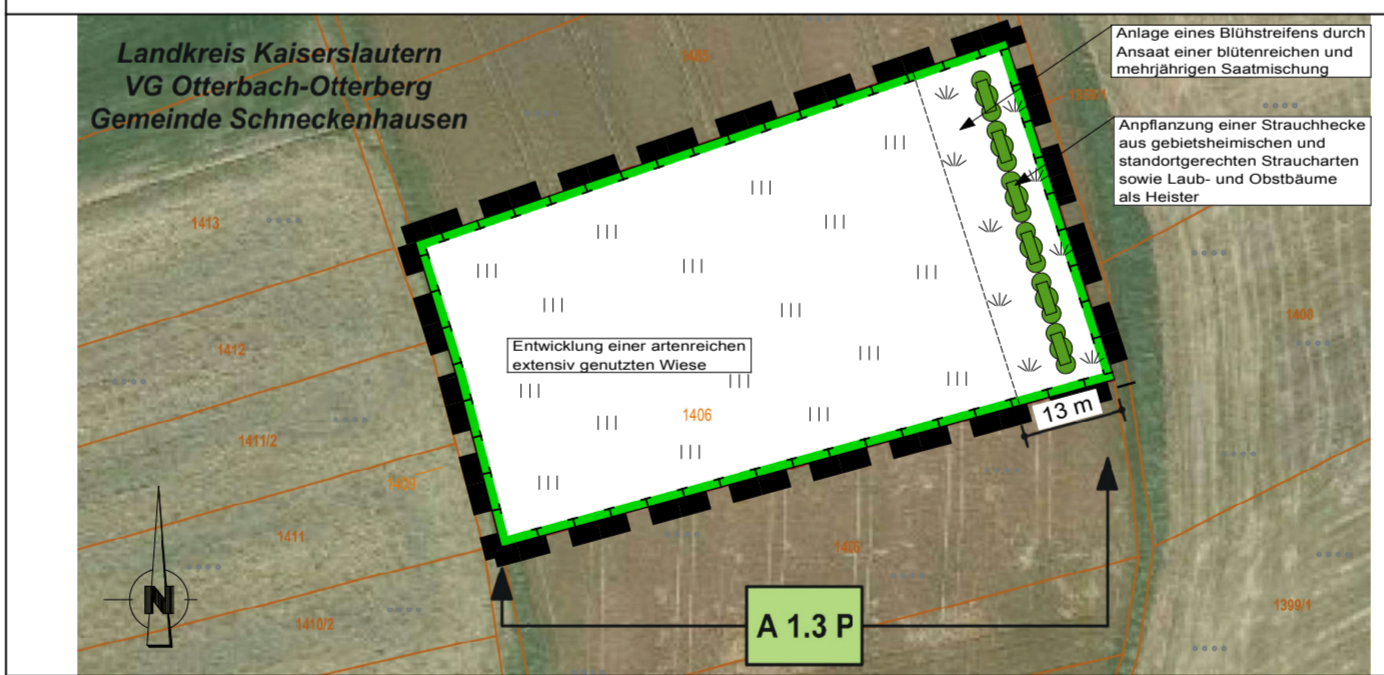 Landkreis Kaiserslautern
VG Otterbach-Otterberg
Gemeinde Schneckenhausen
Anlage eines Blühstreifens durch
Ansaat einer blütenreichen und
mehrjährigen Saatmischung
Anpflanzung einer Strauchhecke
aus gebietsheimischen und
standortgerechten Straucharten
sowie Laub- und Obstbäume
als Heister
1413
1412
1408
Entwicklung einer artenreichen
extensiv genutzten Wiese
1406
13 m
1411/2
1409
1411
1399/1
1410/2
N
A 1.3 P